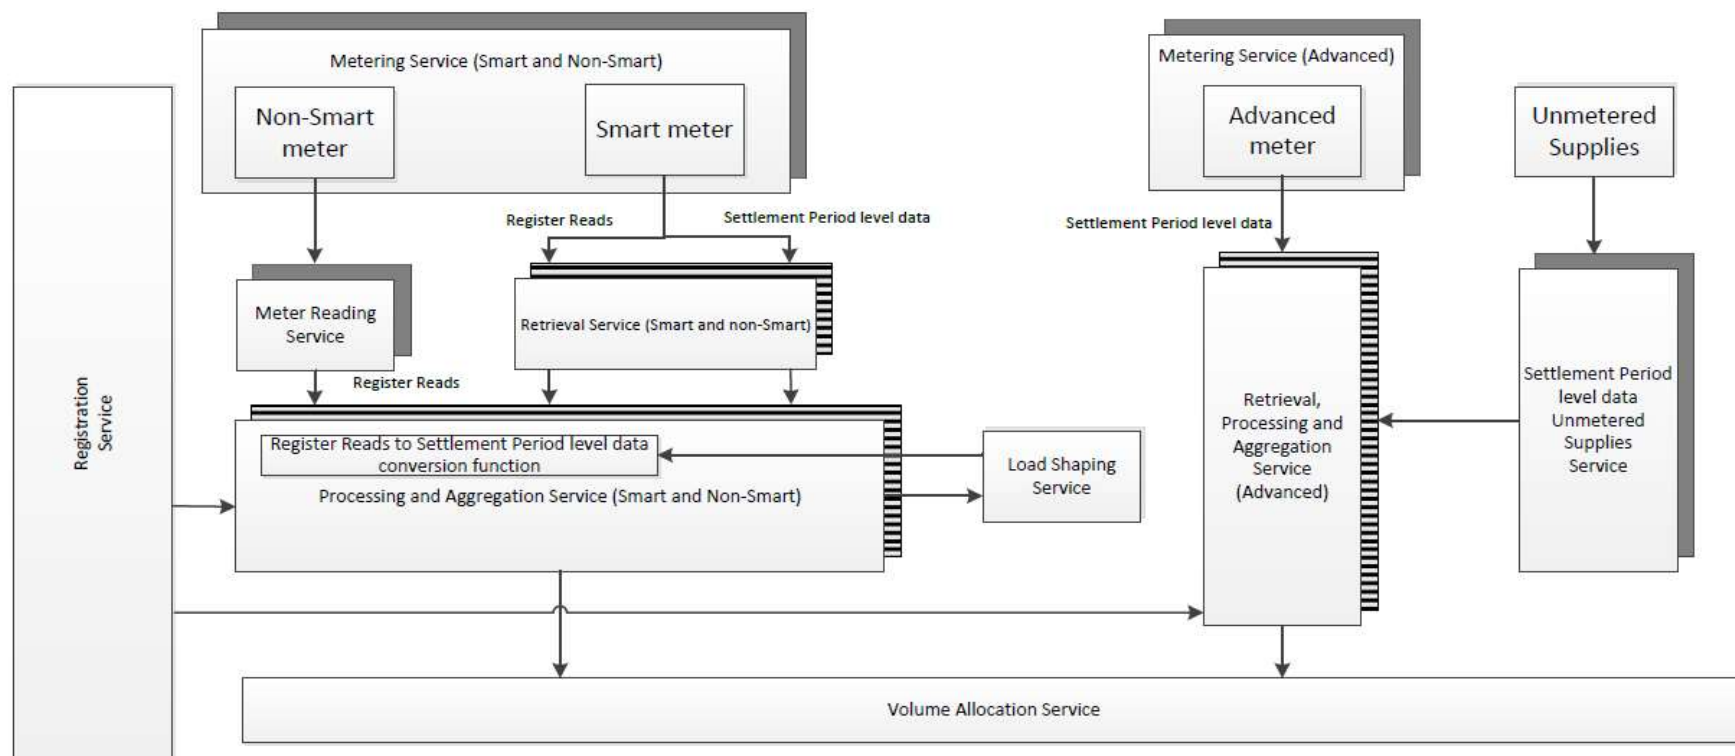 Metering Service (Smart and Non-Smart)
Non-Smart
meter
Smart meter
Metering Service (Advanced)
Advanced
meter
Unmetered
Supplies
Register Reads
Settlement Period level data
Settlement Period level data
Meter Reading
Service
Retrieval Service (Smart and non-Smart)
Register Reads
Registration
Service
Register Reads to Settlement Period level data
conversion function
Processing and Aggregation Service (Smart and Non-Smart)
Load Shaping
Service
Retrieval,
Processing and
Aggregation
Service
(Advanced)
Settlement Period
level data
Unmetered
Supplies
Service
Volume Allocation Service